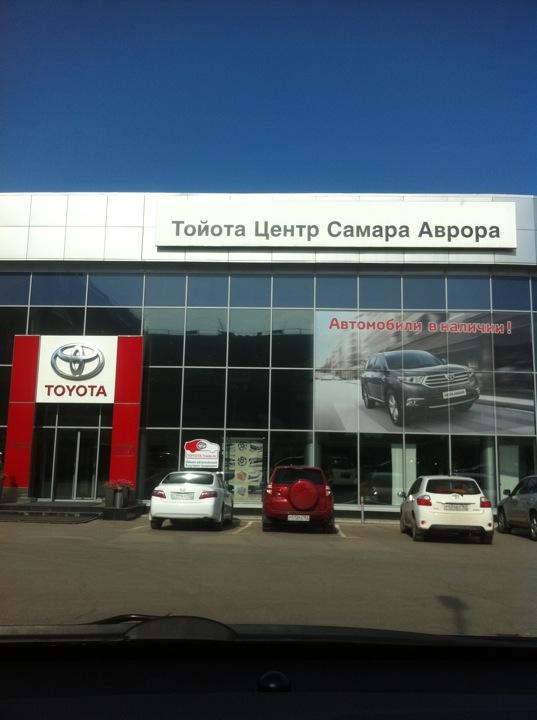 Тойота Центр Самара Аврора
Автомобили в наличии!
TOYOTA